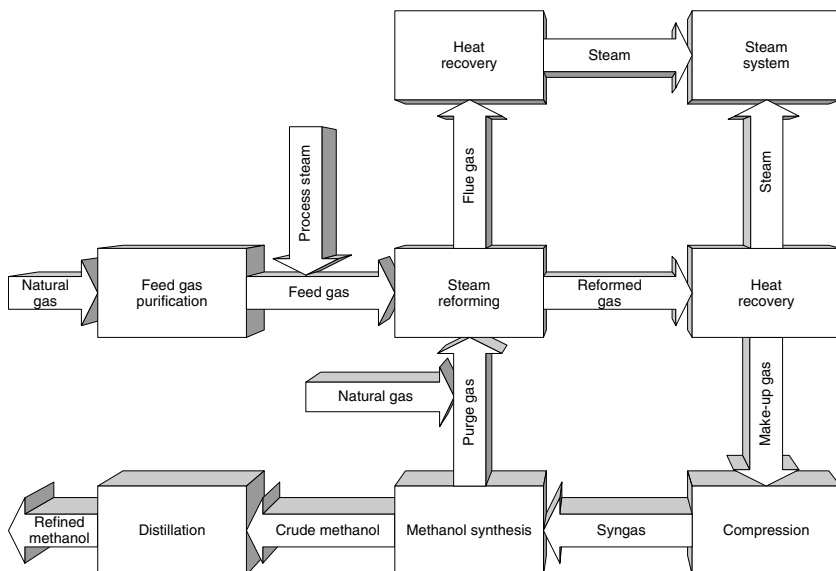 Heat
recovery
Steam
Steam
system
Process steam
Flue gas
Steam
Natural
gas
Feed gas
purification
Feed gas
Steam
reforming
Reformed
gas
Heat
recovery
Natural gas
Purge gas
Make-up gas
Refined
methanol
Distillation
Crude methanol
Methanol synthesis
Syngas
Compression